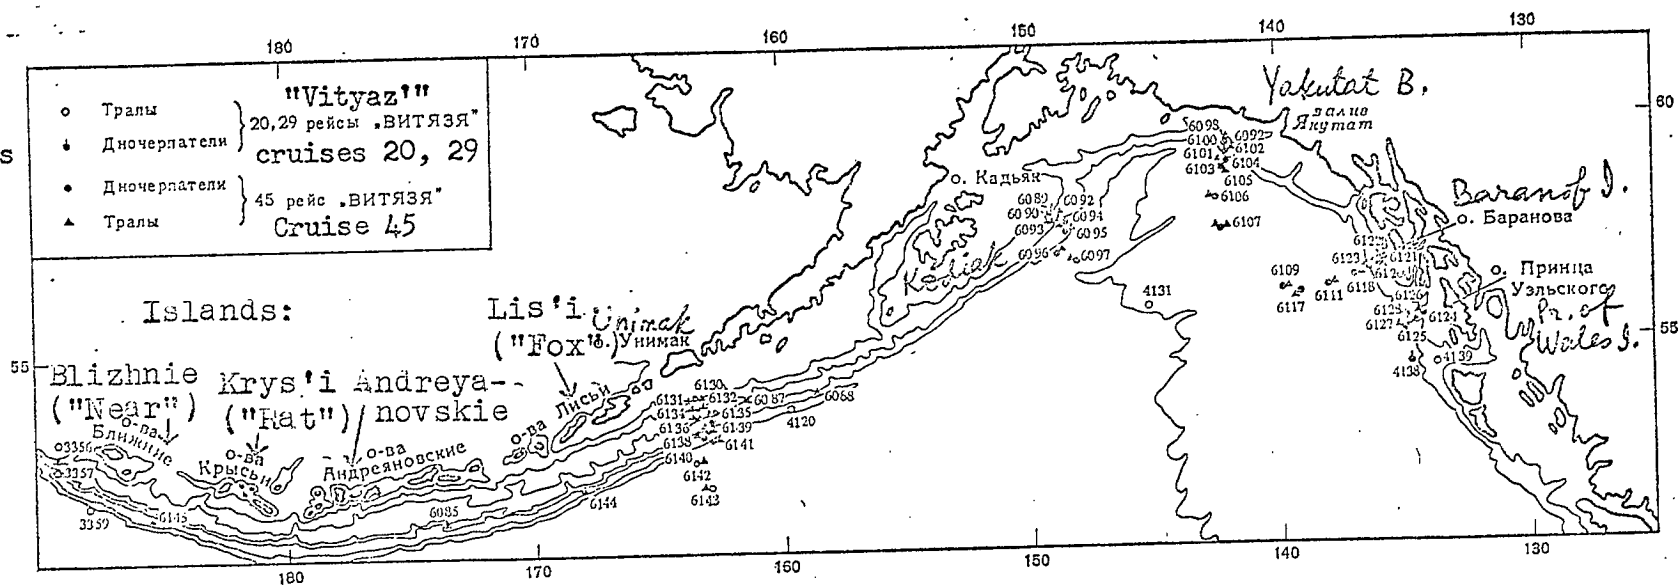 180
170
160
150
140
130
"Vityaz'"
Тралы
20,29 рейсы „ВИТЯЗЯ"
Дночерпатели
cruises 20, 29
Дночерпатели
45 рейс „ВИТЯЗЯ"
Тралы
Cruise 45
s
Yakutat B.
залив
Якутат
60
6098
6100
6092
6101
6102
6103
6104
6105
6106
6107
о. Кадьяк
Kodiak
6089
6092
6090
6094
6093
6095
6096
6097
Baranof I.
о. Баранова
6123
6121
6109
6117
6111
6118
6126
6124
6127
6125
4131
4139
4138
о. Принца
Уэльского
Pr. of
Wales I.
55
Islands:
Lis'i
("Fox")
Unimak
о. Унимак
55
Blizhnie
("Near")
Krys'i
("Rat")
Andreya-
novskie
о-ва
Ближние
о-ва
Крысьи
о-ва
Андреяновские
о-ва
Лисьи
3356
3357
3359
6145
6085
6144
6130
6131
6132
6087
6088
6134
6135
4120
6136
6139
6138
6141
6140
6142
6143
180
170
160
150
140
130